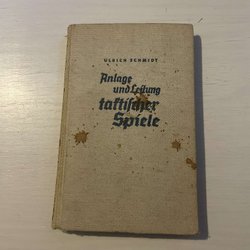 ULRICH SCHMIDT
Anlage
und Leitung
taktischer
Spiele